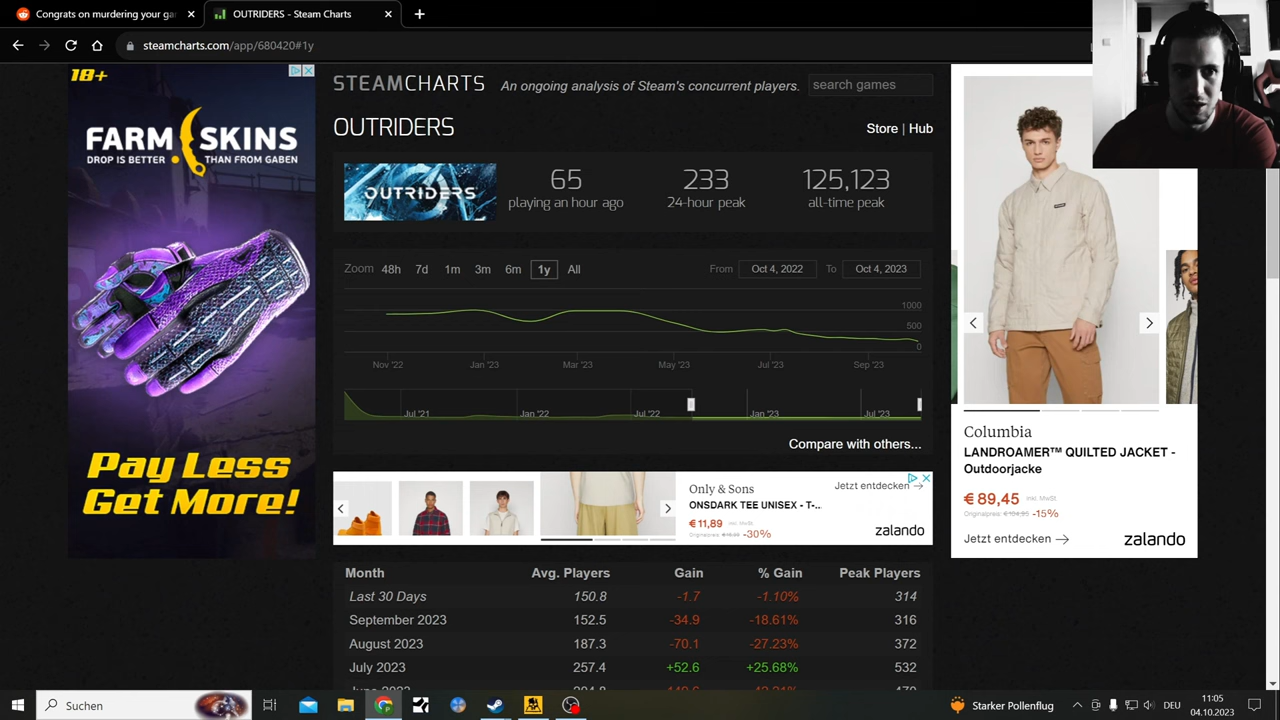 Congrats on murdering your ga
OUTRIDERS - Steam Charts
steamcharts.com/app/680420#1y
18+
FARM SKINS
DROP IS BETTER THAN FROM GABEN
Pay Less
Get More!
STEAMCHARTS An ongoing analysis of Steam's concurrent players. search games
OUTRIDERS
Store | Hub
OUTRIDERS
65
playing an hour ago
233
24-hour peak
125,123
all-time peak
Zoom 48h 7d 1m 3m 6m 1y All
From Oct 4, 2022 To Oct 4, 2023
1000
500
0
Nov '22 Jan '23 Mar '23 May '23 Jul '23 Sep '23
Jul '21 Jan '22 Jul '22 Jan '23 Jul '23
Compare with others...
Only & Sons
ONSDARK TEE UNISEX - T-...
€ 11,89 inkl. MwSt
-30%
Jetzt entdecken
zalando
Month Avg. Players Gain % Gain Peak Players
Last 30 Days 150.8 -1.7 -1.10% 314
September 2023 152.5 -34.9 -18.61% 316
August 2023 187.3 -70.1 -27.23% 372
July 2023 257.4 +52.6 +25.68% 532
Columbia
LANDROAMER™ QUILTED JACKET -
Outdoorjacke
€ 89,45 inkl. MwSt
Originalpreis: € 104,95 -15%
Jetzt entdecken
zalando
Suchen
Starker Pollenflug
DEU
11:05
04.10.2023